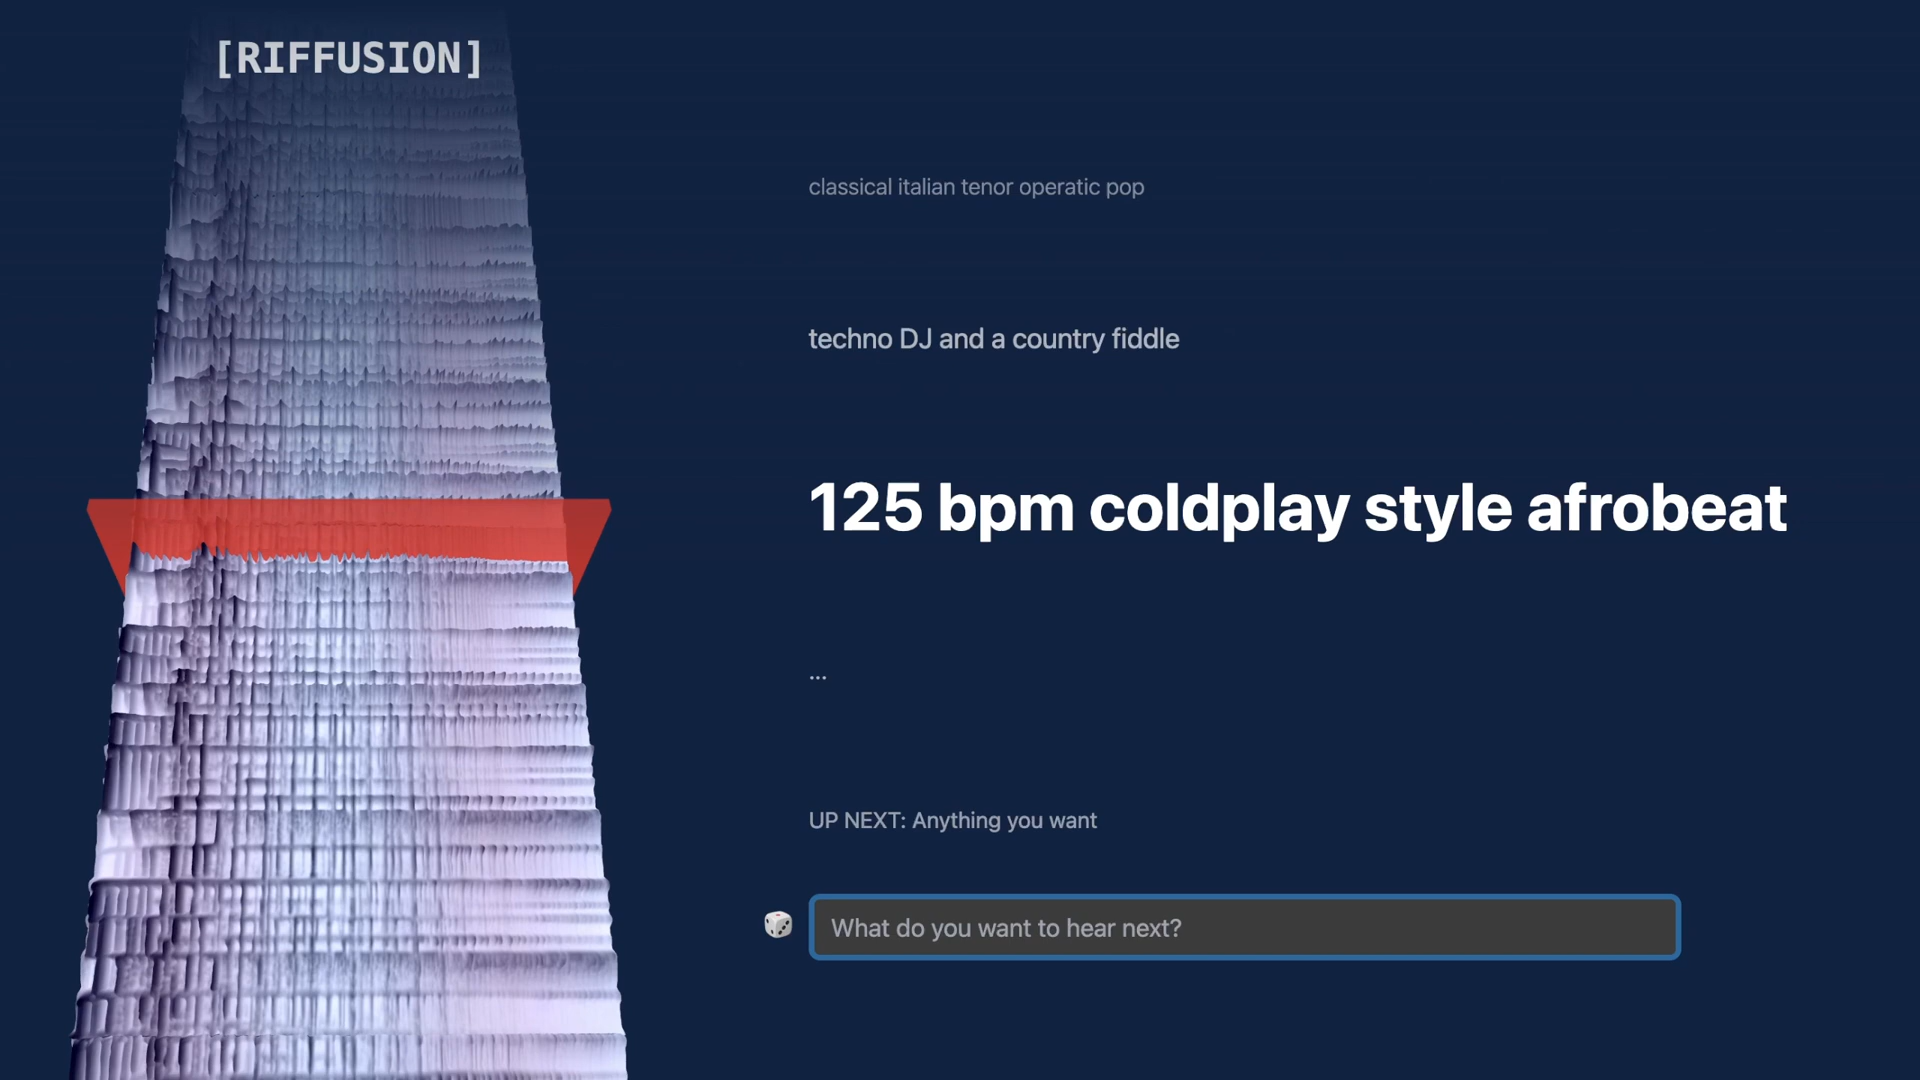 [RIFFUSION]
classical italian tenor operatic pop
techno DJ and a country fiddle
125 bpm coldplay style afrobeat
...
UP NEXT: Anything you want
What do you want to hear next?